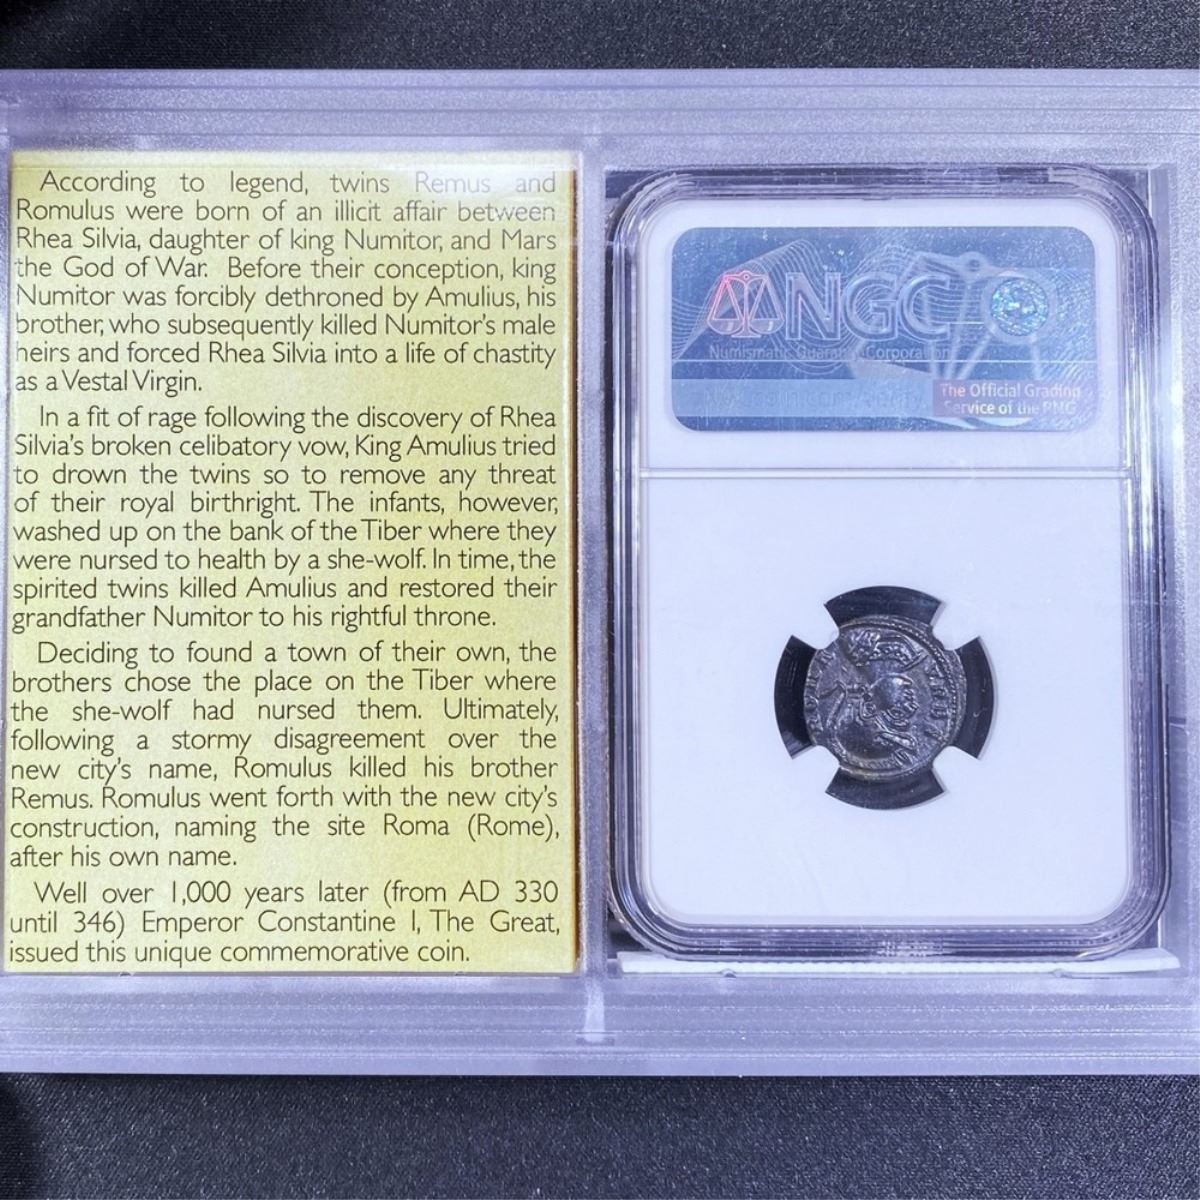 According to legend, twins Remus and
Romulus were born of an illicit affair between
Rhea Silvia, daughter of king Numitor, and Mars
the God of War. Before their conception, king
Numitor was forcibly dethroned by Amulius, his
brother, who subsequently killed Numitor's male
heirs and forced Rhea Silvia into a life of chastity
as a Vestal Virgin.
In a fit of rage following the discovery of Rhea
Silvia's broken celibatory vow, King Amulius tried
to drown the twins so to remove any threat
of their royal birthright. The infants, however,
washed up on the bank of the Tiber where they
were nursed to health by a she-wolf. In time, the
spirited twins killed Amulius and restored their
grandfather Numitor to his rightful throne.
Deciding to found a town of their own, the
brothers chose the place on the Tiber where
the she-wolf had nursed them. Ultimately,
following a stormy disagreement over the
new city's name, Romulus killed his brother
Remus. Romulus went forth with the new city's
construction, naming the site Roma (Rome),
after his own name.
Well over 1,000 years later (from AD 330
until 346) Emperor Constantine I, The Great,
issued this unique commemorative coin.
NGC
Numismatic Guaranty Corporation
The Official Grading
Service of the PNG